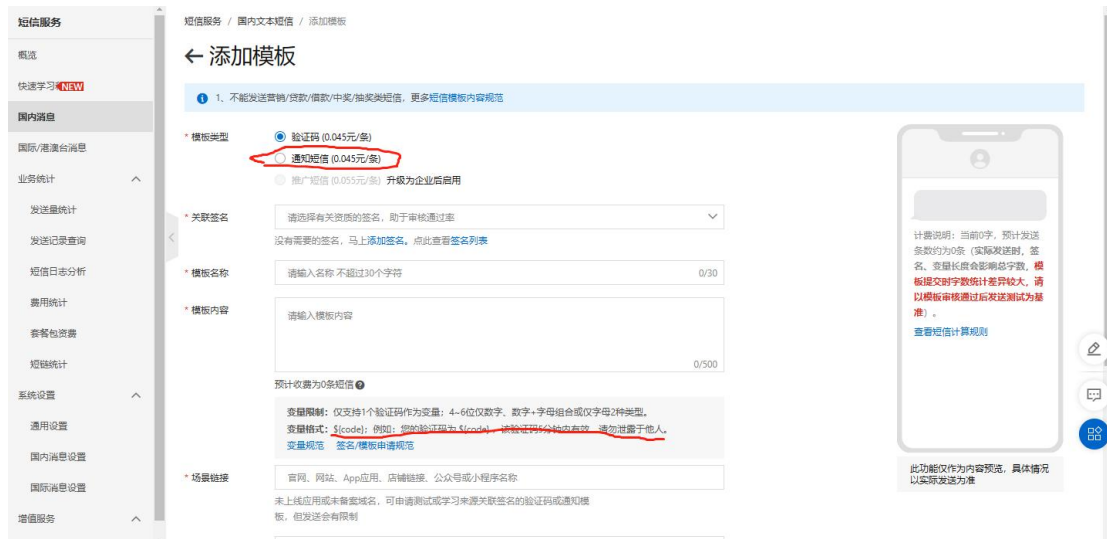 短信服务
概览
快速学习 NEW
国内消息
国际/港澳台消息
业务统计
发送量统计
发送记录查询
短信日志分析
费用统计
套餐包资费
短链统计
系统设置
通用设置
国内消息设置
国际消息设置
增值服务
短信服务 / 国内文本短信 / 添加模板
←添加模板
1、不能发送营销/贷款/借款/中奖/抽奖类短信,更多短信模板内容规范
* 模板类型
验证码 (0.045元/条)
通知短信 (0.045元/条)
推广短信 (0.055元/条) 升级为企业后启用
* 关联签名
请选择有关资质的签名,助于审核通过率
没有需要的签名,马上添加签名。点此查看签名列表
* 模板名称
请输入名称 不超过30个字符
0/30
* 模板内容
请输入模板内容
0/500
预计收费为0条短信
变量限制:仅支持1个验证码作为变量;4~6位仅数字、数字+字母组合或仅字母2种类型。
变量格式:${code};例如:您的验证码为 ${code},该验证码5分钟内有效,请勿泄露于他人。
变量规范 签名/模板申请规范
* 场景链接
官网、网站、App应用、店铺链接、公众号或小程序名称
未上线应用或未备案域名,可申请测试或学习来源关联签名的验证码或通知模
板,但发送会有限制
计费说明:当前0字,预计发送
条数约为0条(实际发送时,签
名、变量长度会影响总字数,模
板提交时字数统计差异较大,请
以模板审核通过后发送测试为基
准)。
查看短信计算规则
此功能仅作为内容预览,具体情况
以实际发送为准